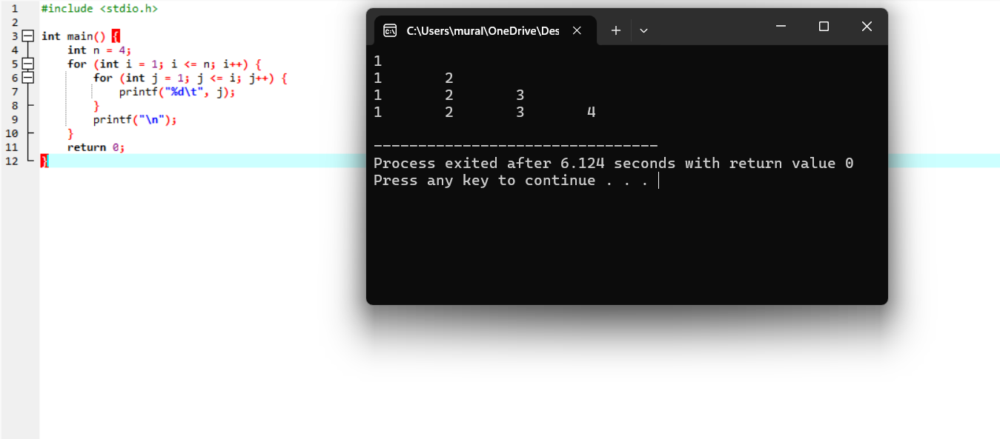 1 #include <stdio.h>
2
3 int main() {
4     int n = 4;
5     for (int i = 1; i <= n; i++) {
6         for (int j = 1; j <= i; j++) {
7             printf("%d\t", j);
8         }
9         printf("\n");
10     }
11     return 0;
12 }
C:\Users\mural\OneDrive\Des
1
1	2
1	2	3
1	2	3	4
--------------------------------
Process exited after 6.124 seconds with return value 0
Press any key to continue . . .